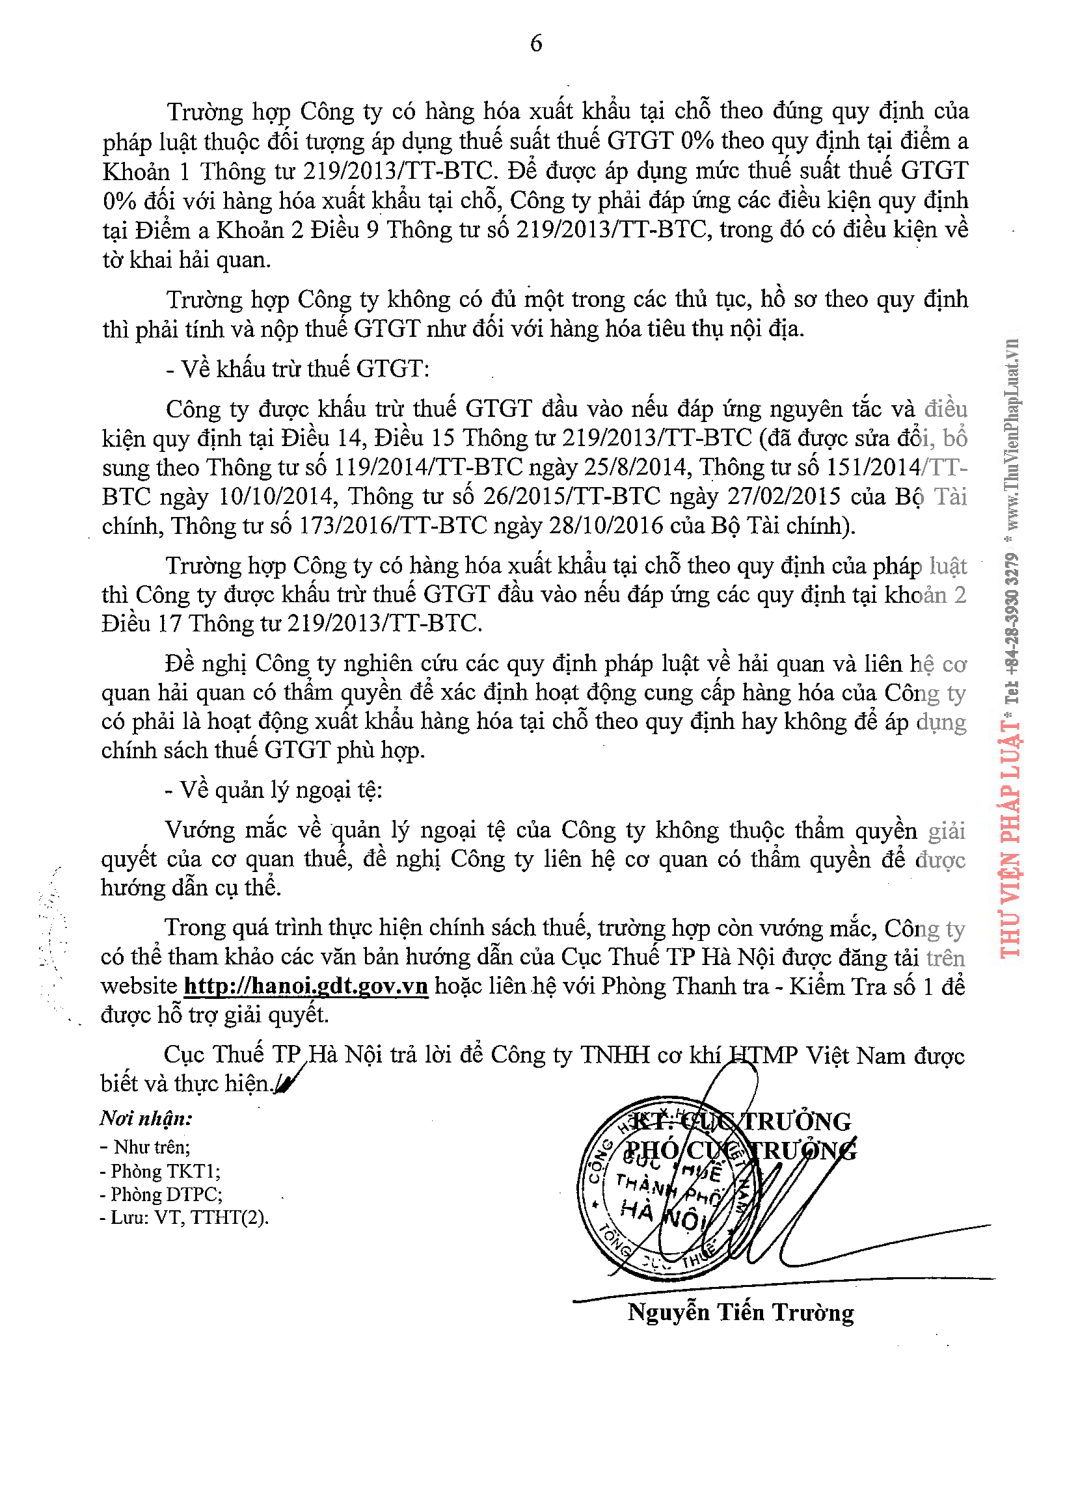 6
Trường hợp Công ty có hàng hóa xuất khẩu tại chỗ theo đúng quy định của
pháp luật thuộc đối tượng áp dụng thuế suất thuế GTGT 0% theo quy định tại điểm a
Khoản 1 Thông tư 219/2013/TT-BTC. Để được áp dụng mức thuế suất thuế GTGT
0% đối với hàng hóa xuất khẩu tại chỗ, Công ty phải đáp ứng các điều kiện quy định
tại Điểm a Khoản 2 Điều 9 Thông tư số 219/2013/TT-BTC, trong đó có điều kiện về
tờ khai hải quan.
Trường hợp Công ty không có đủ một trong các thủ tục, hồ sơ theo quy định
thì phải tính và nộp thuế GTGT như đối với hàng hóa tiêu thụ nội địa.
- Về khấu trừ thuế GTGT:
Công ty được khấu trừ thuế GTGT đầu vào nếu đáp ứng nguyên tắc và điều
kiện quy định tại Điều 14, Điều 15 Thông tư 219/2013/TT-BTC (đã được sửa đổi, bổ
sung theo Thông tư số 119/2014/TT-BTC ngày 25/8/2014, Thông tư số 151/2014/TT-
BTC ngày 10/10/2014, Thông tư số 26/2015/TT-BTC ngày 27/02/2015 của Bộ Tài
chính, Thông tư số 173/2016/TT-BTC ngày 28/10/2016 của Bộ Tài chính).
Trường hợp Công ty có hàng hóa xuất khẩu tại chỗ theo quy định của pháp luật
thì Công ty được khấu trừ thuế GTGT đầu vào nếu đáp ứng các quy định tại khoản 2
Điều 17 Thông tư 219/2013/TT-BTC.
Đề nghị Công ty nghiên cứu các quy định pháp luật về hải quan và liên hệ cơ
quan hải quan có thẩm quyền để xác định hoạt động cung cấp hàng hóa của Công ty
có phải là hoạt động xuất khẩu hàng hóa tại chỗ theo quy định hay không để áp dụng
chính sách thuế GTGT phù hợp.
- Về quản lý ngoại tệ:
Vướng mắc về quản lý ngoại tệ của Công ty không thuộc thẩm quyền giải
quyết của cơ quan thuế, đề nghị Công ty liên hệ cơ quan có thẩm quyền để được
hướng dẫn cụ thể.
Trong quá trình thực hiện chính sách thuế, trường hợp còn vướng mắc, Công ty
có thể tham khảo các văn bản hướng dẫn của Cục Thuế TP Hà Nội được đăng tải trên
website http://hanoi.gdt.gov.vn hoặc liên hệ với Phòng Thanh tra - Kiểm Tra số 1 để
được hỗ trợ giải quyết.
Cục Thuế TP Hà Nội trả lời để Công ty TNHH cơ khí HTMP Việt Nam được
biết và thực hiện./.
Nơi nhận:
- Như trên;
- Phòng TKT1;
- Phòng DTPC;
- Lưu: VT, TTHT(2).
KT. CỤC TRƯỞNG
PHÓ CỤC TRƯỞNG
CỘNG HÒA X.H.C.N VIỆT NAM
CỤC THUẾ
THÀNH PHỐ
HÀ NỘI
TỔNG CỤC THUẾ
Nguyễn Tiến Trường
THƯ VIỆN PHÁP LUẬT * Tel: +84-28-3930 3279 * www.ThuVienPhapLuat.vn